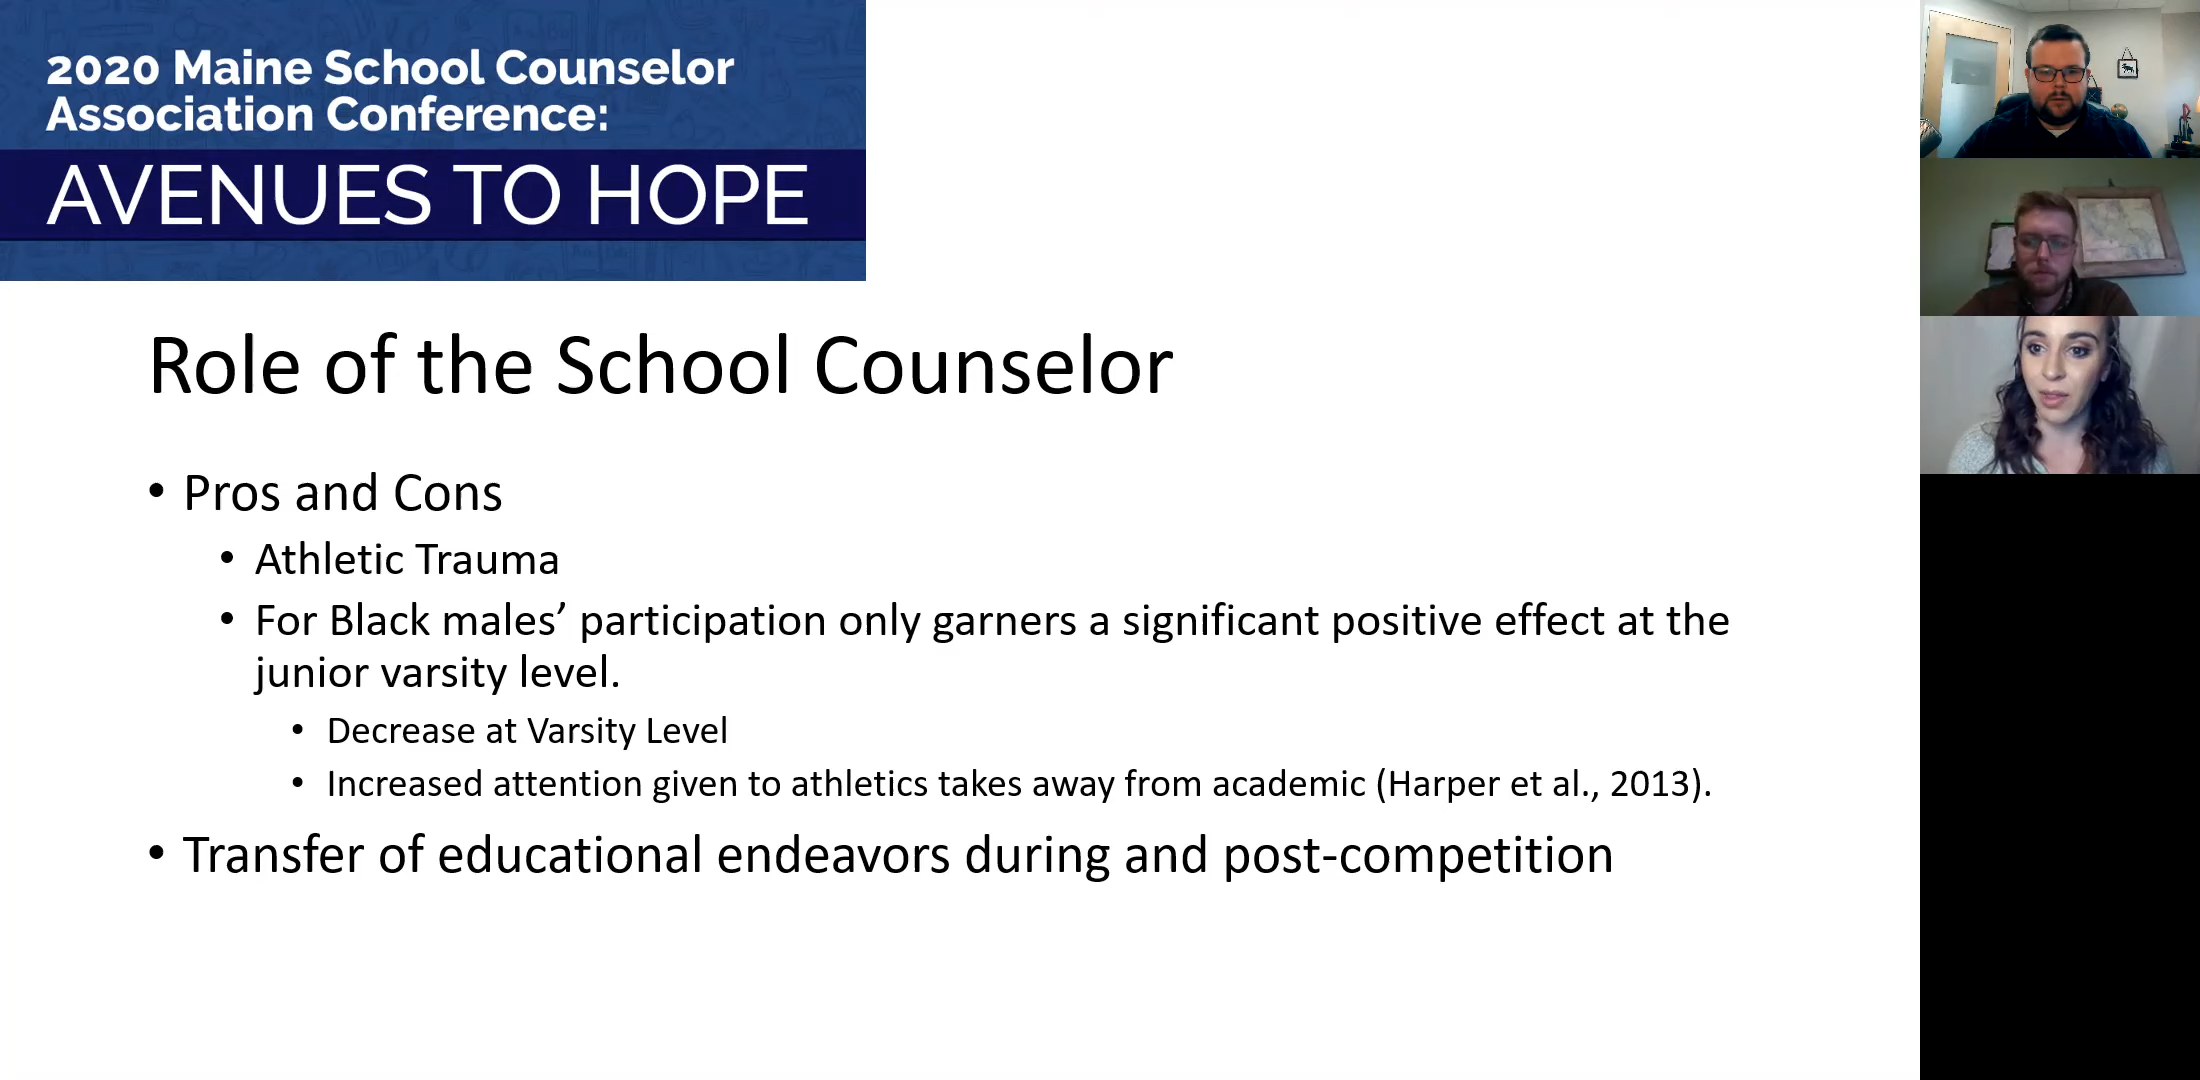 2020 Maine School Counselor
Association Conference:
AVENUES TO HOPE
Role of the School Counselor
• Pros and Cons
• Athletic Trauma
• For Black males’ participation only garners a significant positive effect at the
junior varsity level.
• Decrease at Varsity Level
• Increased attention given to athletics takes away from academic (Harper et al., 2013).
• Transfer of educational endeavors during and post-competition